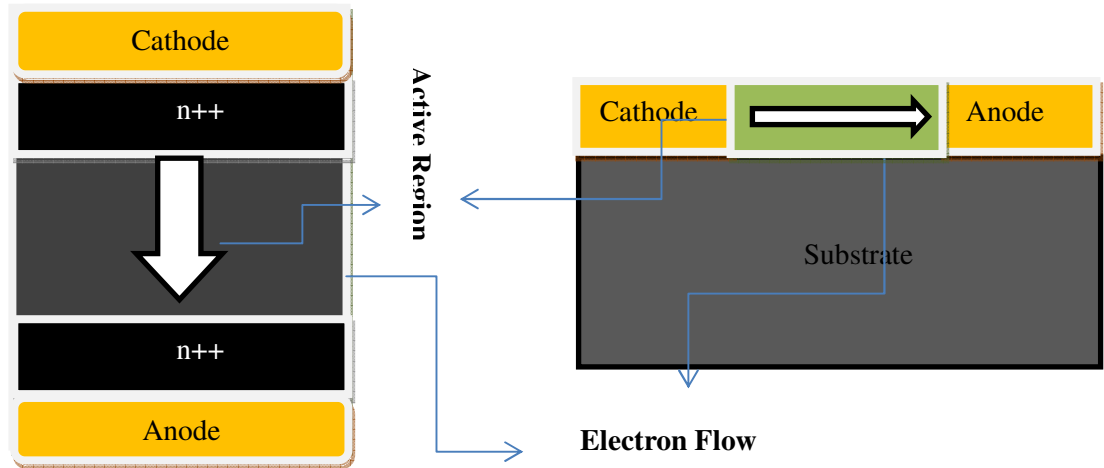 Cathode
n++
n++
Anode
Active Region
Cathode
Anode
Substrate
Electron Flow